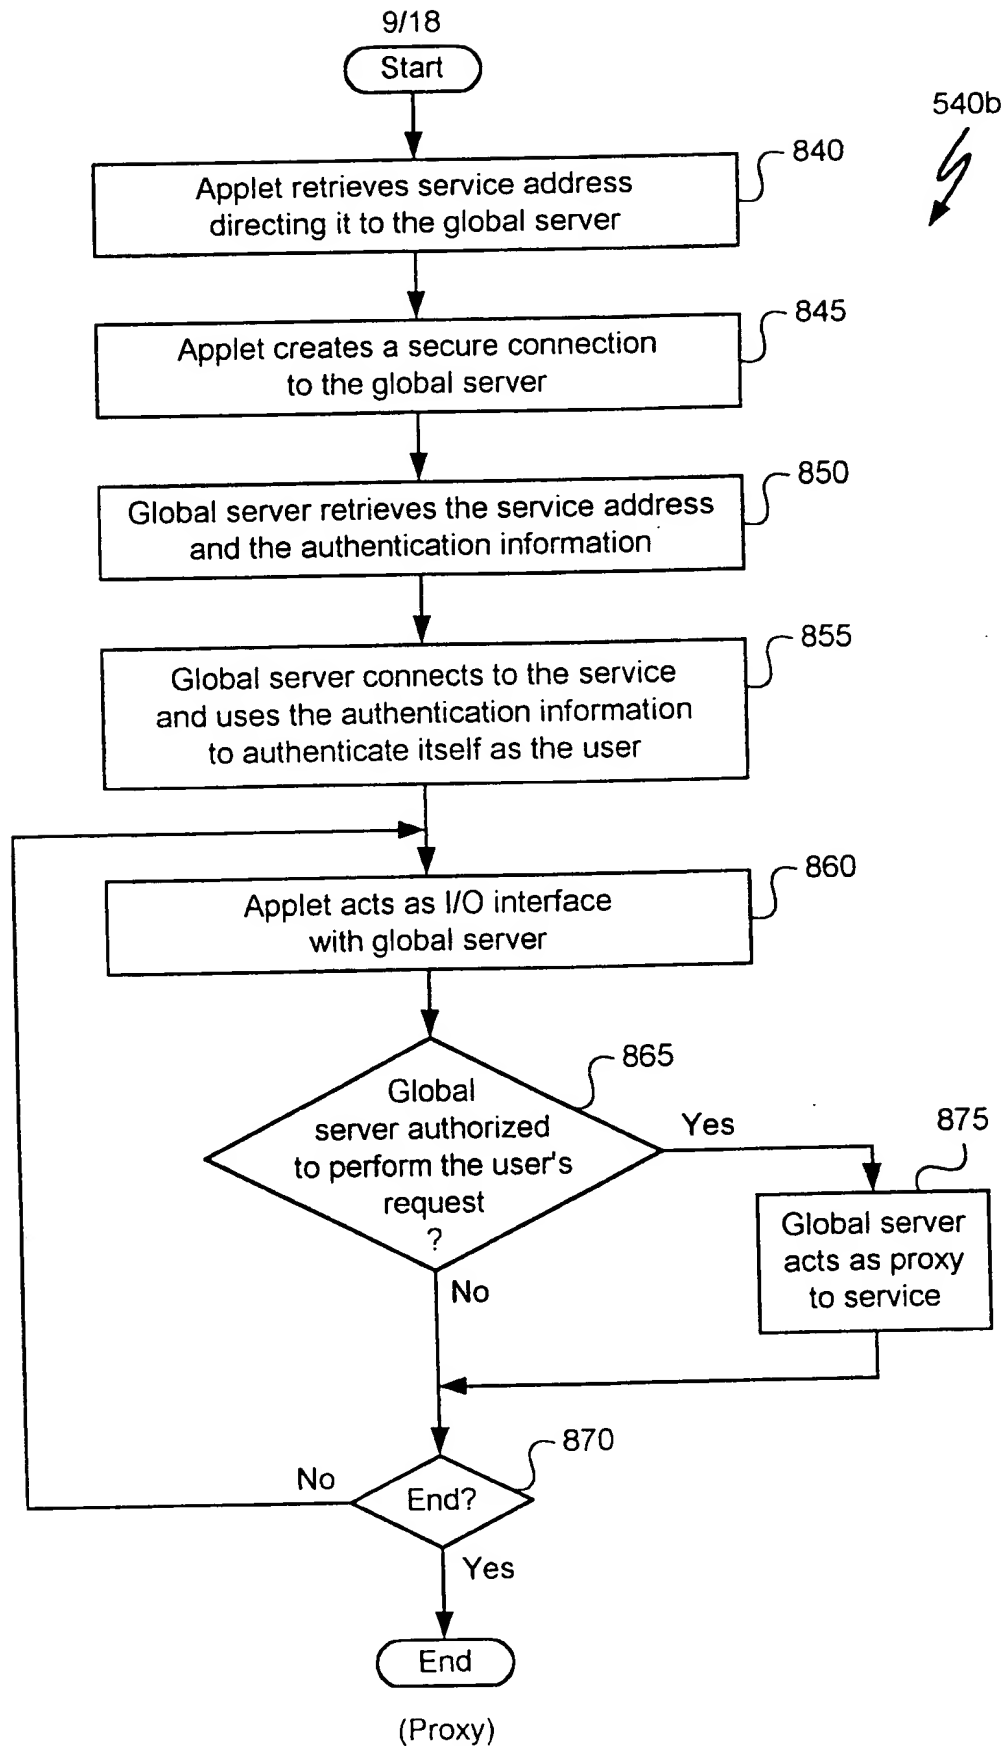 9/18
Start
540b
840
Applet retrieves service address
directing it to the global server
845
Applet creates a secure connection
to the global server
850
Global server retrieves the service address
and the authentication information
855
Global server connects to the service
and uses the authentication information
to authenticate itself as the user
860
Applet acts as I/O interface
with global server
865
Global
server authorized
to perform the user's
request
?
Yes
875
Global server
acts as proxy
to service
No
870
No
End?
Yes
End
(Proxy)